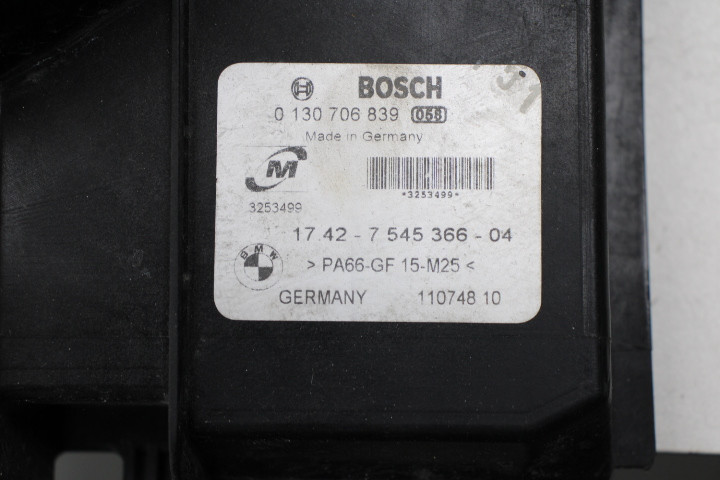 BOSCH
0 130 706 839 058
Made in Germany
M
3253499
*3253499*
17 42 - 7 545 366 - 04
BMW
> PA66-GF 15-M25 <
GERMANY 110748 10